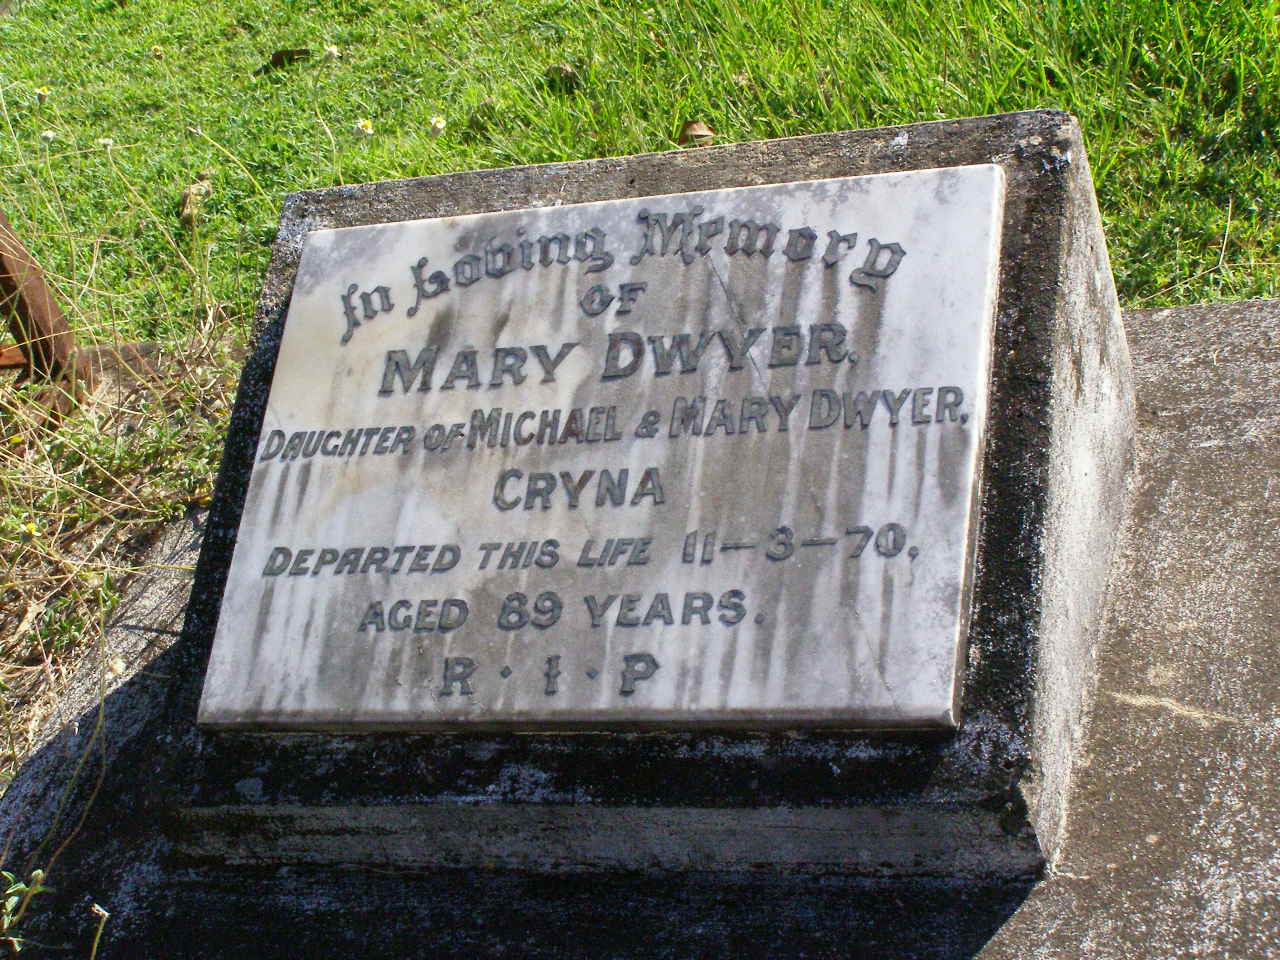 In Loving Memory
OF
MARY DWYER,
DAUGHTER OF MICHAEL & MARY DWYER,
CRYNA
DEPARTED THIS LIFE 11-3-70,
AGED 89 YEARS.
R·I·P